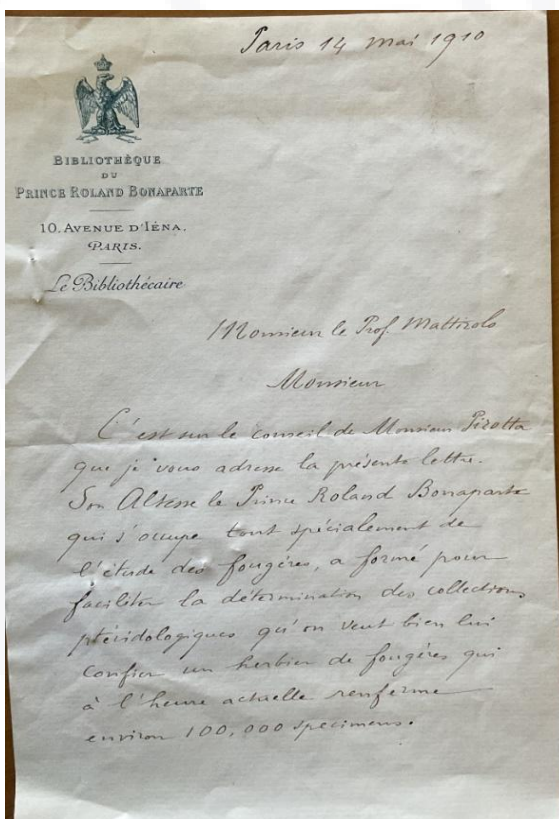 Paris 14 mai 1910
BIBLIOTHÈQUE
DU
PRINCE ROLAND BONAPARTE
10, AVENUE D'IÉNA.
PARIS.
Le Bibliothécaire
Monsieur le Prof. Mattirolo
Monsieur
C'est sur le conseil de Monsieur Pirotta
que je vous adresse la présente lettre.
Son Altesse le Prince Roland Bonaparte
qui s'occupe tout spécialement de
l'étude des fougères, a formé pour
faciliter la détermination des collections
ptéridologiques qu'on veut bien lui
confier un herbier de fougères qui
à l'heure actuelle renferme
environ 100,000 specimens.